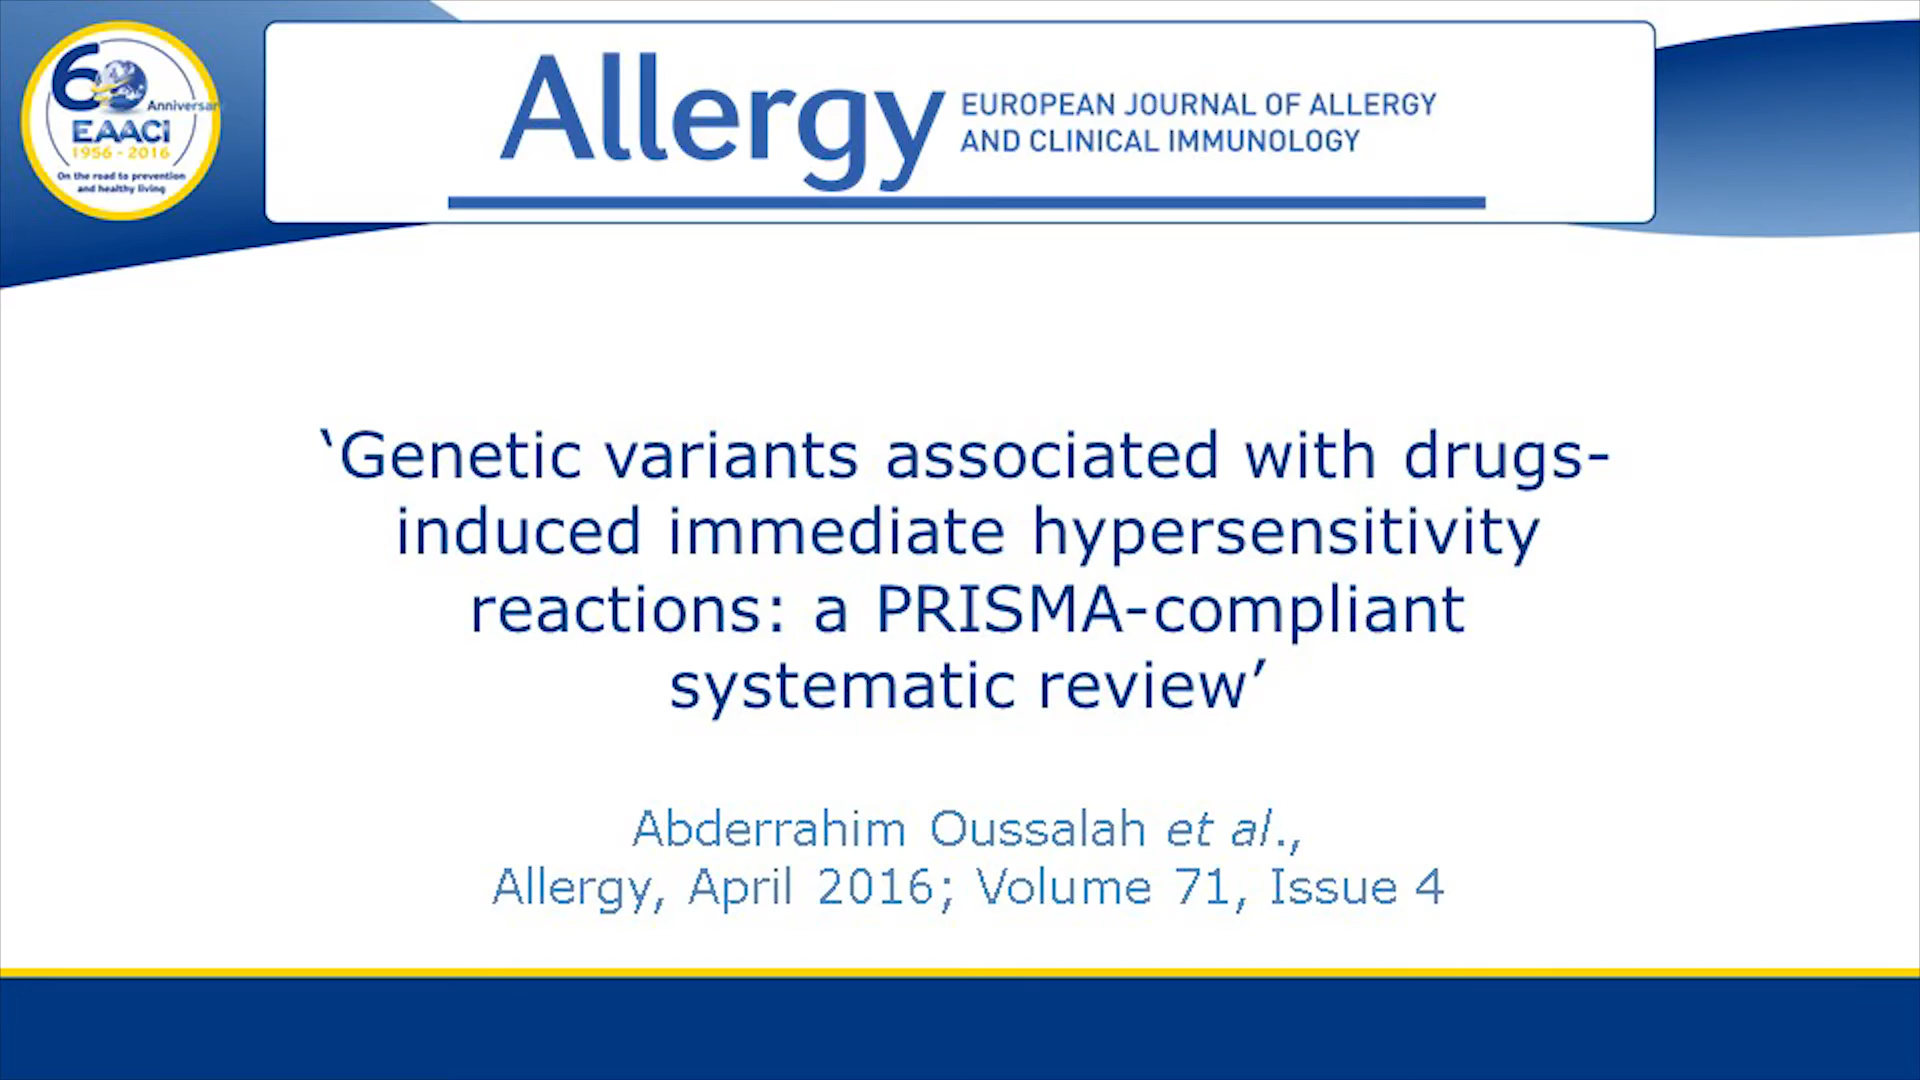 60
Anniversar
EAACI
1956 - 2016
On the road to prevention
and healthy living
Allergy
EUROPEAN JOURNAL OF ALLERGY
AND CLINICAL IMMUNOLOGY
‘Genetic variants associated with drugs-
induced immediate hypersensitivity
reactions: a PRISMA-compliant
systematic review’
Abderrahim Oussalah et al.,
Allergy, April 2016; Volume 71, Issue 4